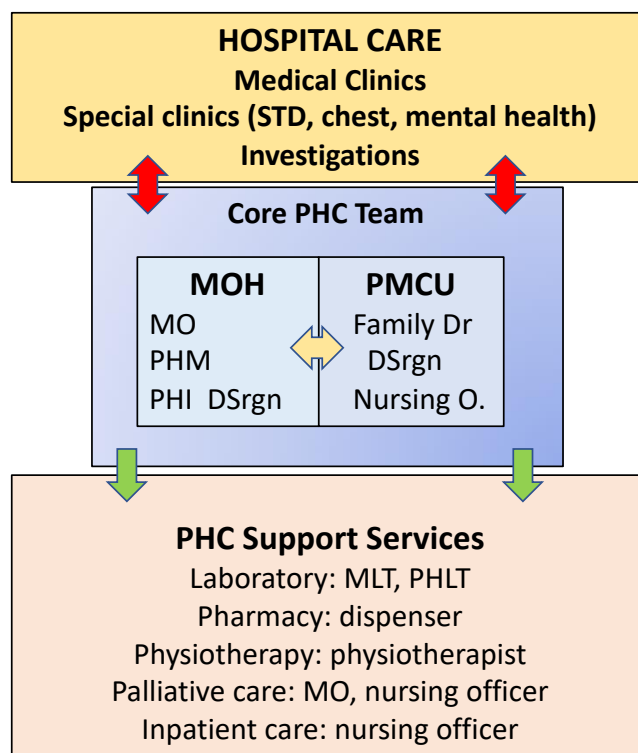 HOSPITAL CARE
Medical Clinics
Special clinics (STD, chest, mental health)
Investigations
Core PHC Team
MOH
MO
PHM
PHI DSrgn
PMCU
Family Dr
DSrgn
Nursing O.
PHC Support Services
Laboratory: MLT, PHLT
Pharmacy: dispenser
Physiotherapy: physiotherapist
Palliative care: MO, nursing officer
Inpatient care: nursing officer